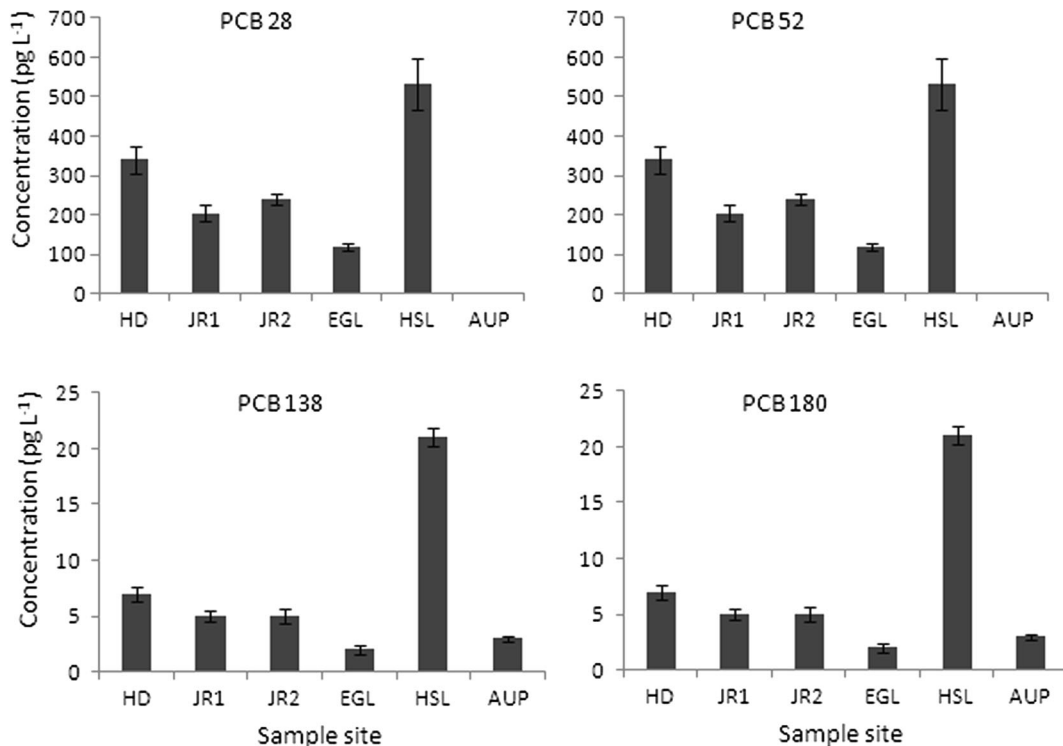 PCB 28
Concentration (pg L-1)
700
600
500
400
300
200
100
0
HD JR1 JR2 EGL HSL AUP
PCB 52
700
600
500
400
300
200
100
0
HD JR1 JR2 EGL HSL AUP
PCB 138
Concentration (pg L-1)
25
20
15
10
5
0
HD JR1 JR2 EGL HSL AUP
Sample site
PCB 180
25
20
15
10
5
0
HD JR1 JR2 EGL HSL AUP
Sample site